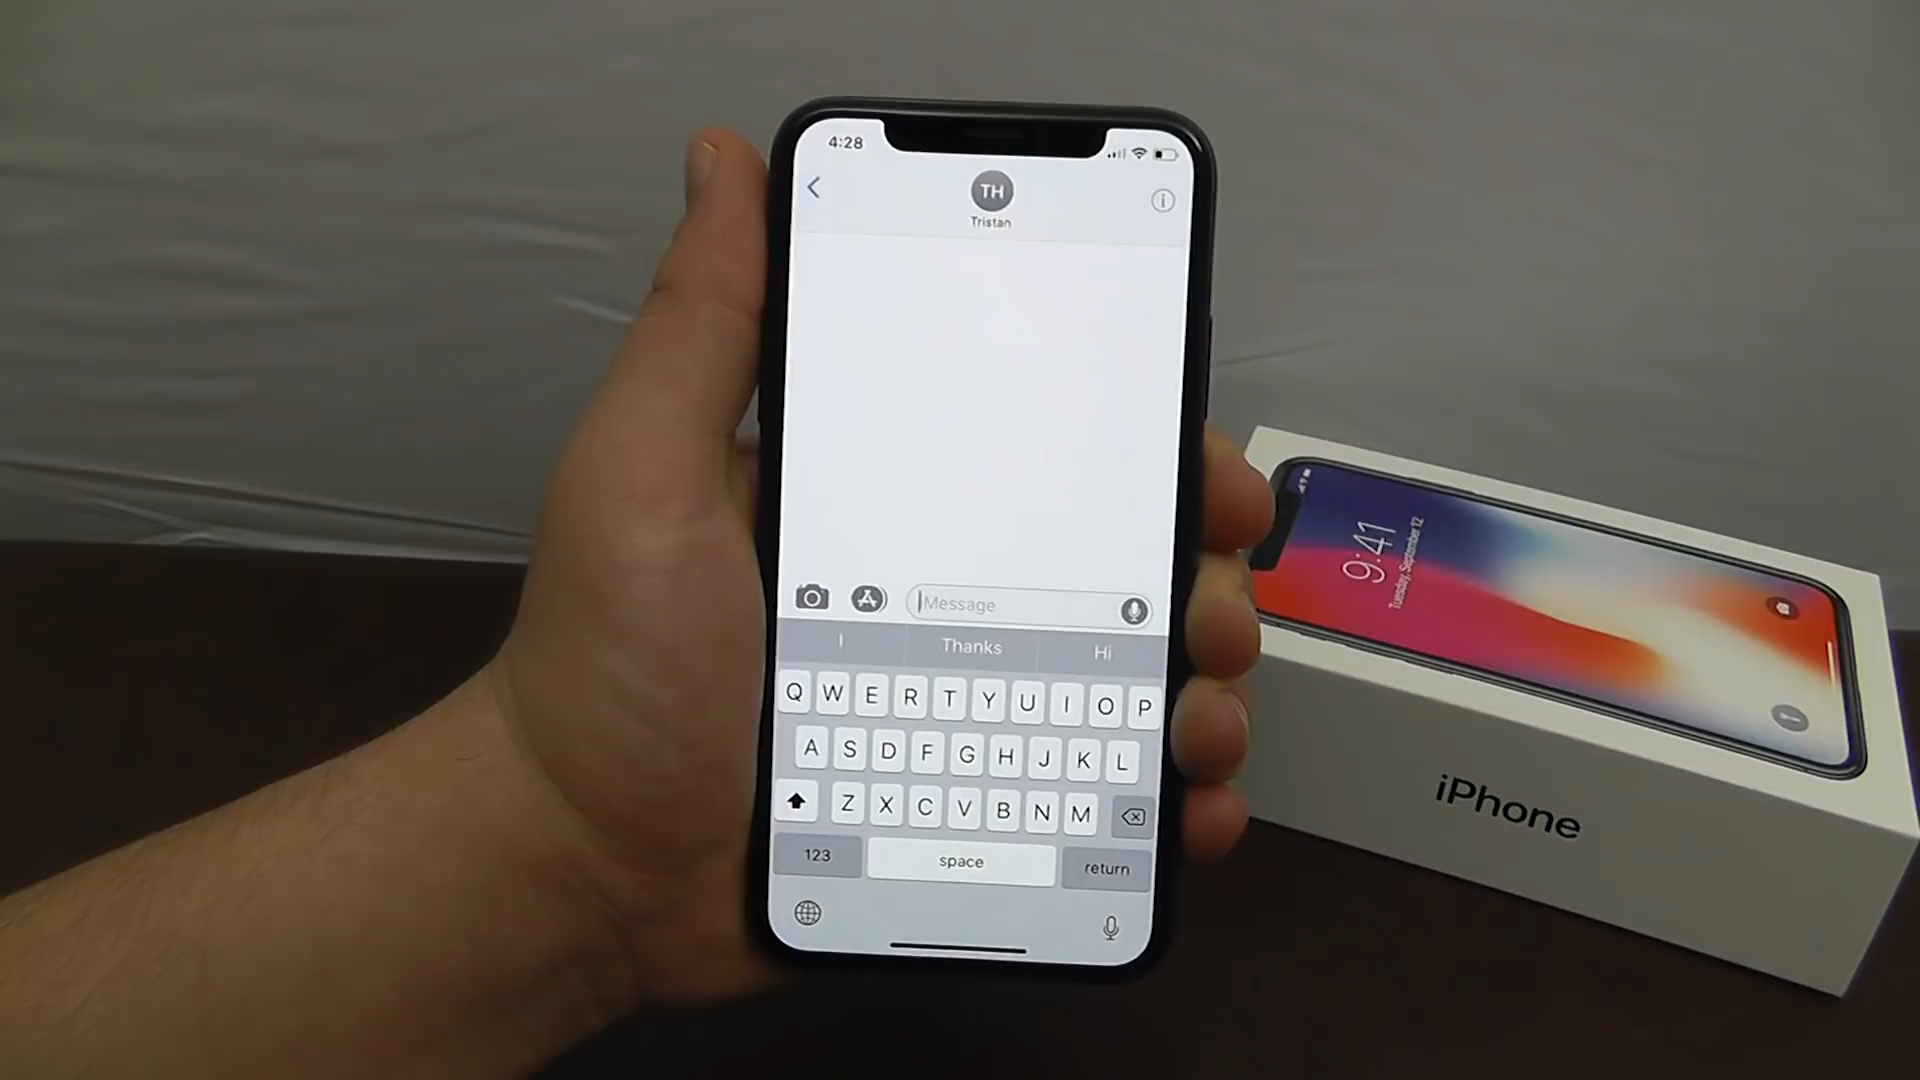 4:28
TH
Tristan
Message
I
Thanks
Hi
Q W E R T Y U I O P
A S D F G H J K L
Z X C V B N M
123
space
return
9:41
Tuesday, September 12
iPhone